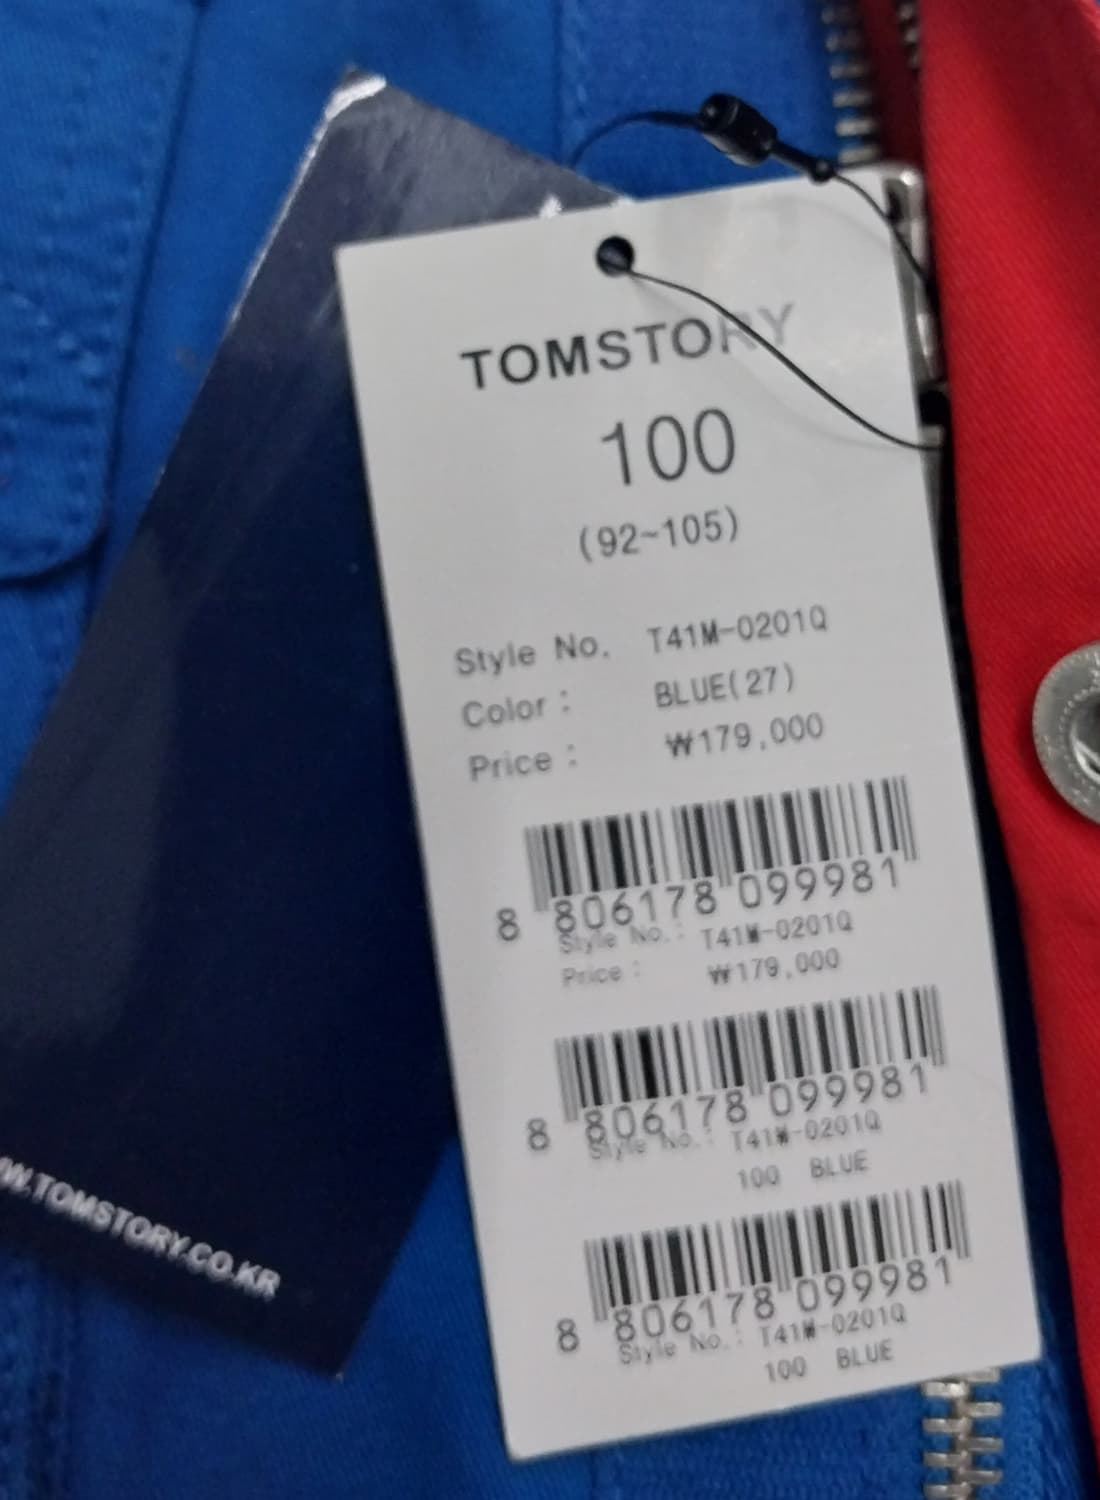 TOMSTORY
100
(92~105)
Style No. T41M-0201Q
Color : BLUE(27)
Price : ₩179,000
8 806178 099981
Style No.: T41M-0201Q
Price : ₩179,000
8 806178 099981
Style No.: T41M-0201Q
100 BLUE
8 806178 099981
Style No.: T41M-0201Q
100 BLUE
W.TOMSTORY.CO.KR